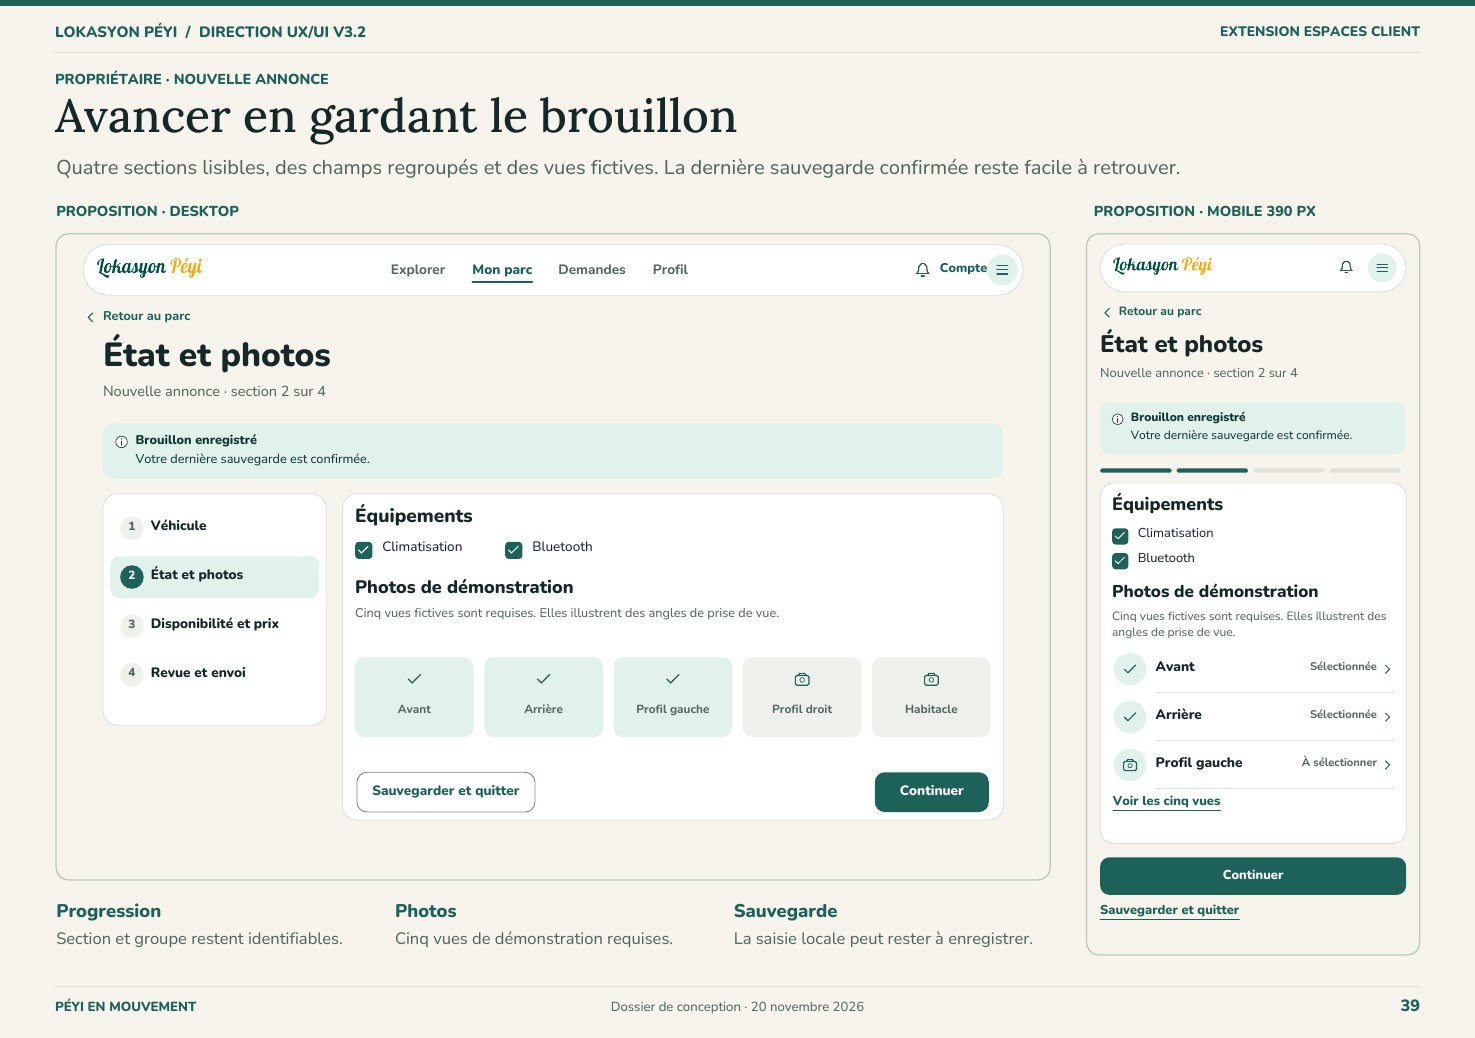 LOKASYON PÉYI / DIRECTION UX/UI V3.2
EXTENSION ESPACES CLIENT
PROPRIÉTAIRE · NOUVELLE ANNONCE
Avancer en gardant le brouillon
Quatre sections lisibles, des champs regroupés et des vues fictives. La dernière sauvegarde confirmée reste facile à retrouver.
PROPOSITION · DESKTOP
Lokasyon Péyi
Explorer
Mon parc
Demandes
Profil
Compte
Retour au parc
État et photos
Nouvelle annonce · section 2 sur 4
Brouillon enregistré
Votre dernière sauvegarde est confirmée.
1 Véhicule
2 État et photos
3 Disponibilité et prix
4 Revue et envoi
Équipements
Climatisation
Bluetooth
Photos de démonstration
Cinq vues fictives sont requises. Elles illustrent des angles de prise de vue.
Avant
Arrière
Profil gauche
Profil droit
Habitacle
Sauvegarder et quitter
Continuer
PROPOSITION · MOBILE 390 PX
Lokasyon Péyi
Retour au parc
État et photos
Nouvelle annonce · section 2 sur 4
Brouillon enregistré
Votre dernière sauvegarde est confirmée.
Équipements
Climatisation
Bluetooth
Photos de démonstration
Cinq vues fictives sont requises. Elles illustrent des
angles de prise de vue.
Avant Sélectionnée
Arrière Sélectionnée
Profil gauche À sélectionner
Voir les cinq vues
Continuer
Sauvegarder et quitter
Progression
Section et groupe restent identifiables.
Photos
Cinq vues de démonstration requises.
Sauvegarde
La saisie locale peut rester à enregistrer.
PÉYI EN MOUVEMENT
Dossier de conception · 20 novembre 2026
39